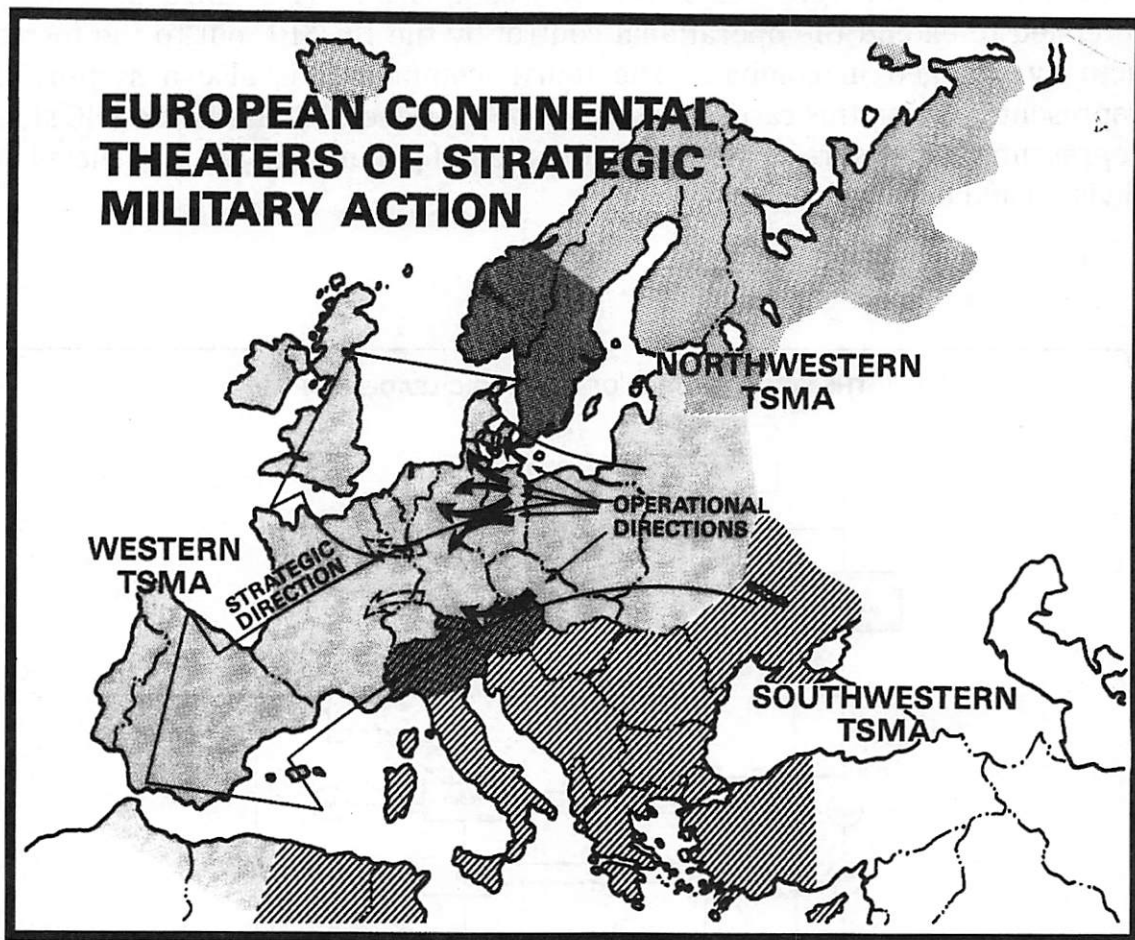 EUROPEAN CONTINENTAL
THEATERS OF STRATEGIC
MILITARY ACTION
NORTHWESTERN
TSMA
OPERATIONAL
DIRECTIONS
WESTERN
TSMA
STRATEGIC
DIRECTION
SOUTHWESTERN
TSMA